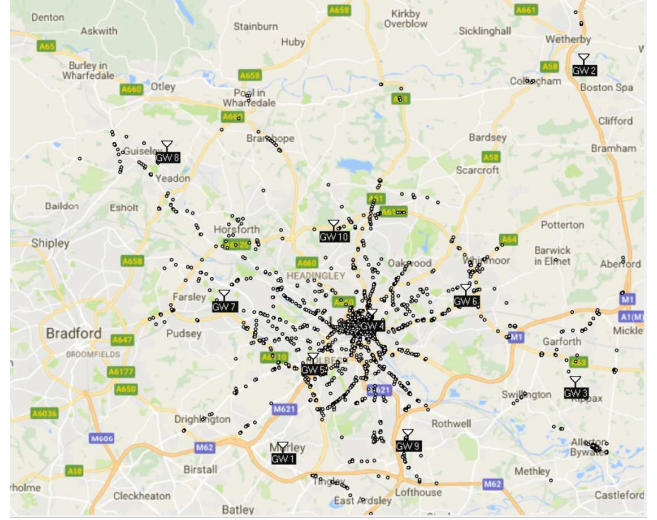 Denton
Askwith
A65
Stainburn
Huby
A658
Kirkby
Overblow
Sicklinghall
A661
Wetherby
GW 2
Burley in
Wharfedale
A660
Otley
A658
Pool in
Wharfedale
A58
Collingham
Boston Spa
Clifford
Bramham
Bramhope
Bardsey
A58
Scarcroft
Guiseley
GW 8
Yeadon
Baildon
Esholt
A61
Horsforth
GW 10
Shipley
A658
A660
HEADINGLEY
Oakwood
A64
Potterton
Barwick
in Elmet
Aberford
Farsley
GW 7
GW 6
M1
A1(M)
Bradford
BROOMFIELDS
A647
Pudsey
GW 4
M1
Garforth
A6177
A650
GW 5
GW 3
Kippax
A6036
Drighlington
M621
Swillington
M606
M62
Rothwell
Morley
GW 1
GW 9
Allerton
Bywater
Birstall
Methley
Cleckheaton
Batley
East Ardsley
Lofthouse
M62
Castleford